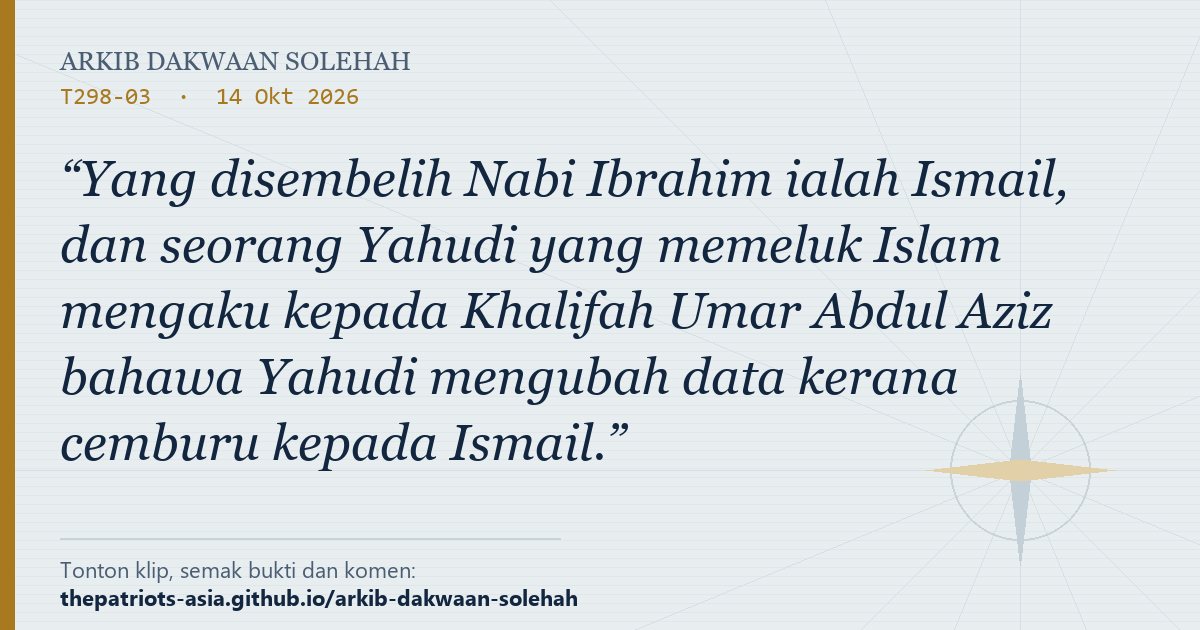 ARKIB DAKWAAN SOLEHAH
T298-03 · 14 Okt 2026
“Yang disembelih Nabi Ibrahim ialah Ismail,
dan seorang Yahudi yang memeluk Islam
mengaku kepada Khalifah Umar Abdul Aziz
bahawa Yahudi mengubah data kerana
cemburu kepada Ismail.”
Tonton klip, semak bukti dan komen:
thepatriots-asia.github.io/arkib-dakwaan-solehah